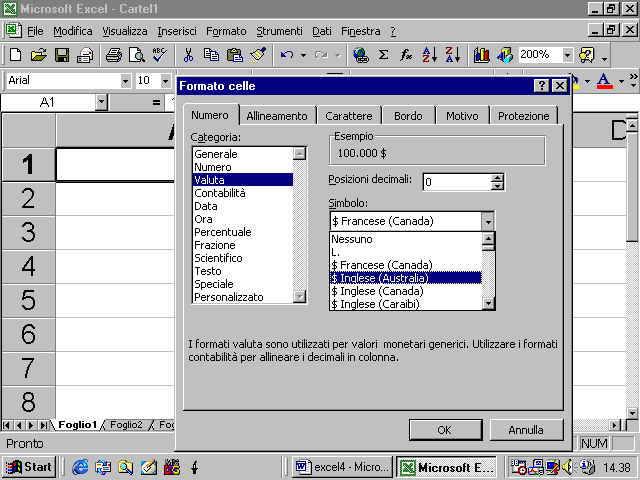 Microsoft Excel - Cartel1
File Modifica Visualizza Inserisci Formato Strumenti Dati Finestra ?
200%
Arial 10
A1 =
Formato celle
Numero Allineamento Carattere Bordo Motivo Protezione
Categoria:
Generale
Numero
Valuta
Contabilità
Data
Ora
Percentuale
Frazione
Scientifico
Testo
Speciale
Personalizzato
Esempio
100.000 $
Posizioni decimali: 0
Simbolo:
$ Francese (Canada)
Nessuno
L.
$ Francese (Canada)
$ Inglese (Australia)
$ Inglese (Canada)
$ Inglese (Caraibi)
I formati valuta sono utilizzati per valori monetari generici. Utilizzare i formati
contabilità per allineare i decimali in colonna.
OK Annulla
D
1
2
3
4
5
6
7
8
Foglio1 Foglio2 Fog
Pronto NUM
Start excel4 - Micro... Microsoft E... 14.38